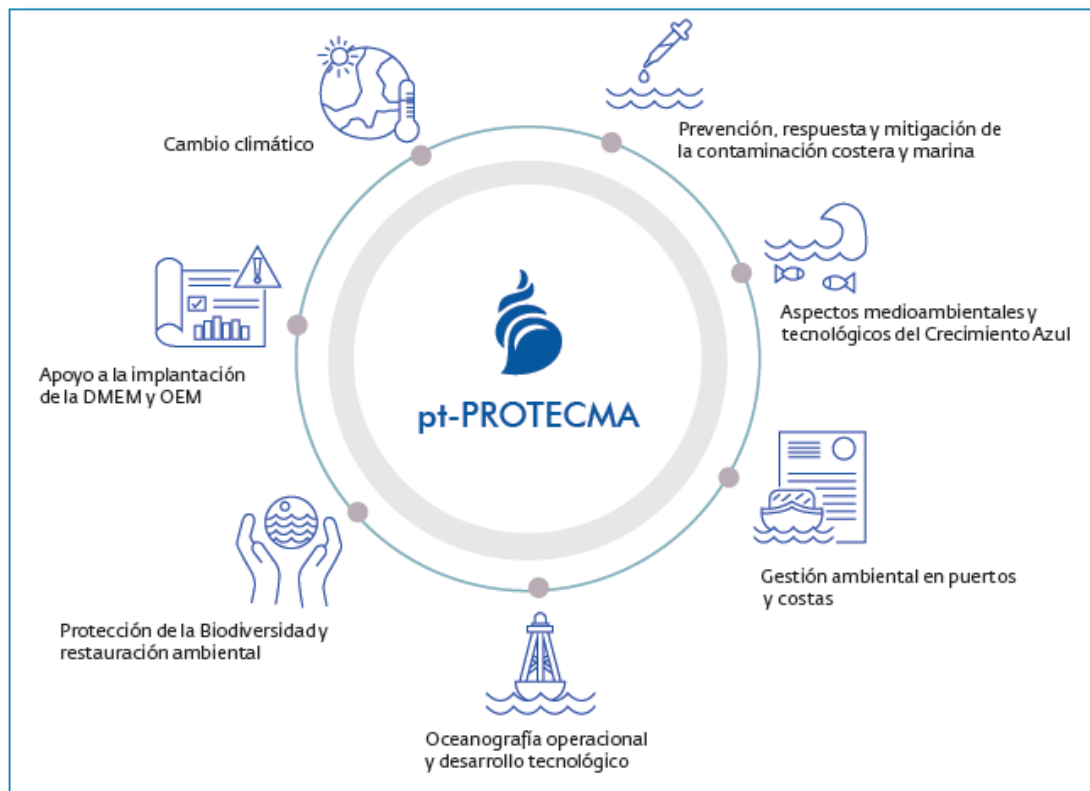 Cambio climático
Prevención, respuesta y mitigación de
la contaminación costera y marina
Aspectos medioambientales y
tecnológicos del Crecimiento Azul
Gestión ambiental en puertos
y costas
Oceanografía operacional
y desarrollo tecnológico
Protección de la Biodiversidad y
restauración ambiental
Apoyo a la implantación
de la DMEM y OEM
pt-PROTECMA